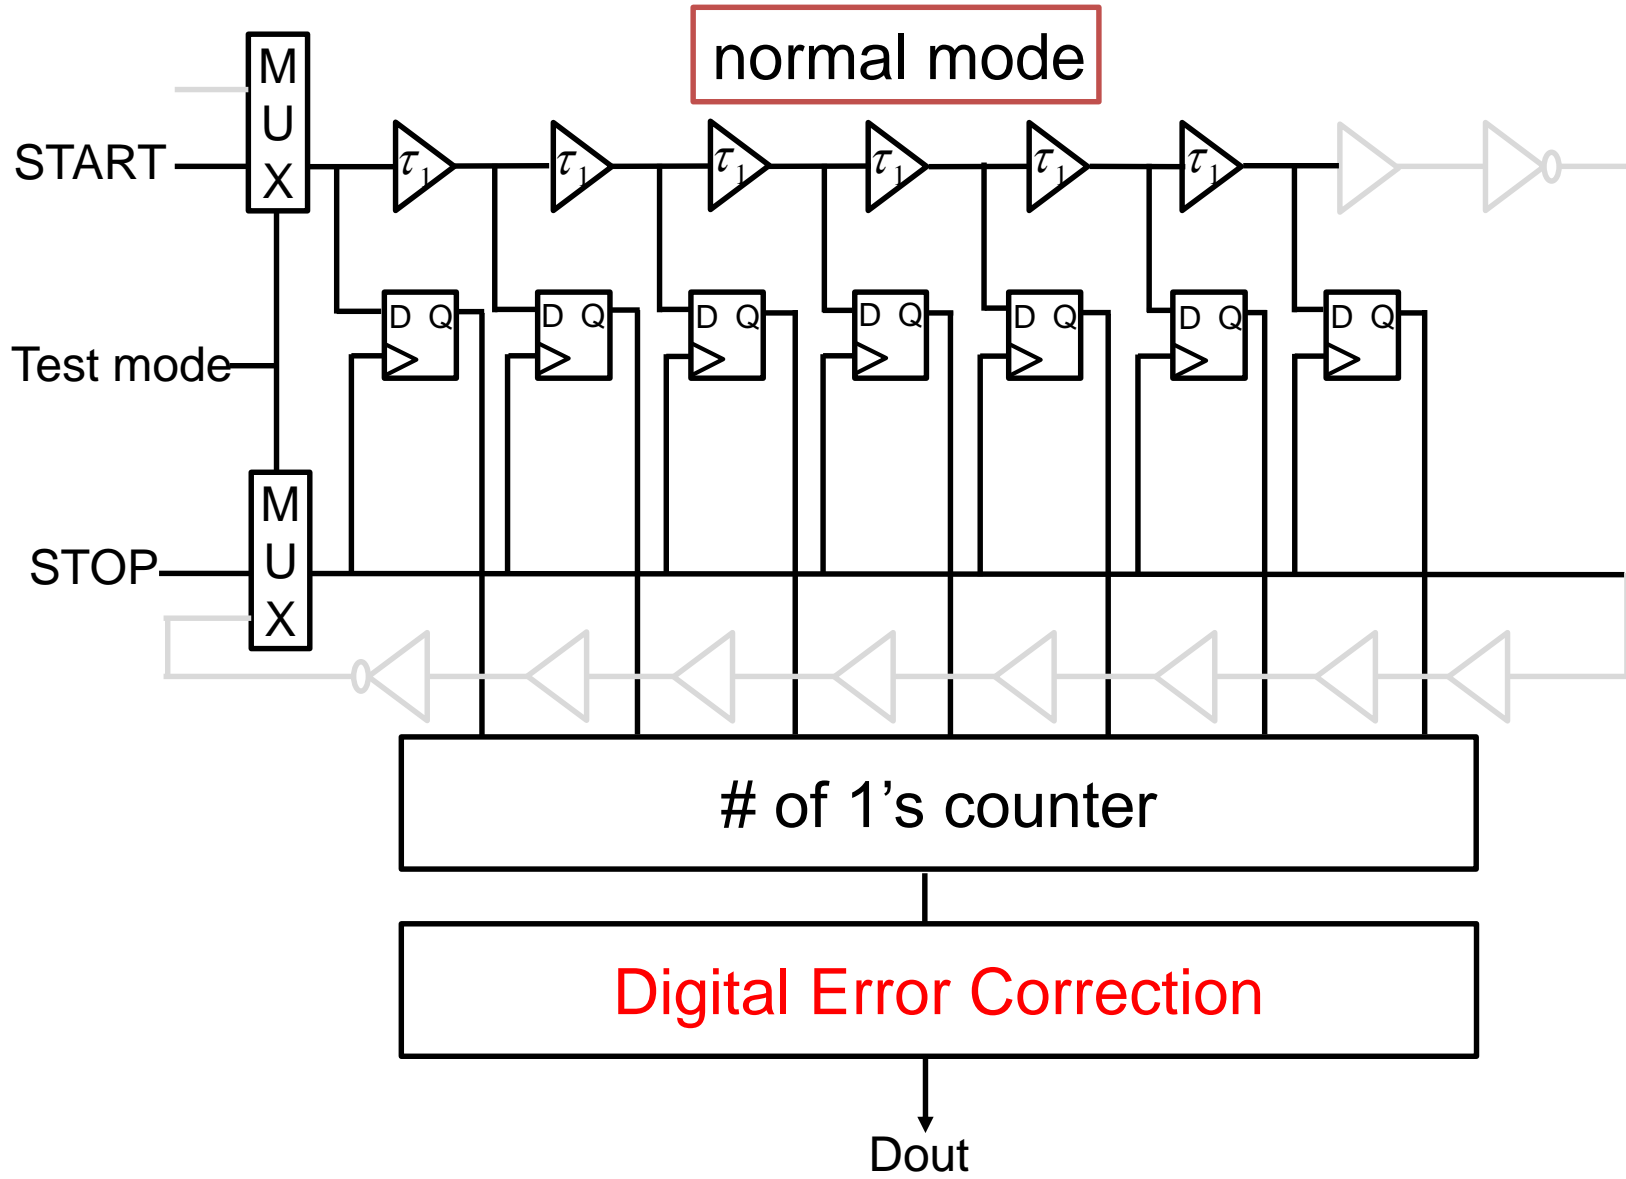 normal mode
M
U
X
START
τ1 τ1 τ1 τ1 τ1 τ1
D Q D Q D Q D Q D Q D Q D Q
Test mode
M
U
X
STOP
# of 1’s counter
Digital Error Correction
Dout